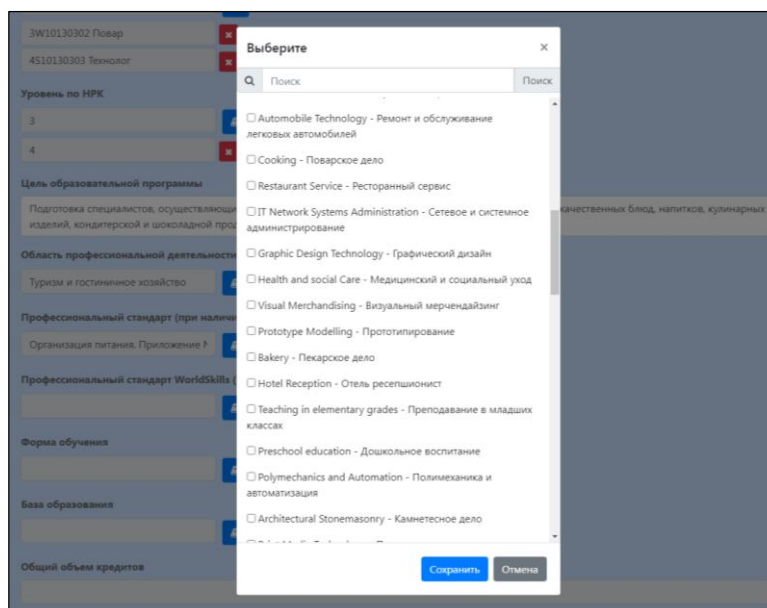 3W10130302 Повар
4S10130303 Технолог
Уровень по НРК
3
4
Цель образовательной программы
Подготовка специалистов, осуществляющи
качественных блюд, напитков, кулинарных
изделий, кондитерской и шоколадной прод
Область профессиональной деятельности
Туризм и гостиничное хозяйство
Профессиональный стандарт (при наличи
Организация питания. Приложение №
Профессиональный стандарт WorldSkills (
Форма обучения
База образования
Общий объем кредитов
Выберите
×
Поиск Поиск
Automobile Technology - Ремонт и обслуживание
легковых автомобилей
Cooking - Поварское дело
Restaurant Service - Ресторанный сервис
IT Network Systems Administration - Сетевое и системное
администрирование
Graphic Design Technology - Графический дизайн
Health and social Care - Медицинский и социальный уход
Visual Merchandising - Визуальный мерчендайзинг
Prototype Modelling - Прототипирование
Bakery - Пекарское дело
Hotel Reception - Отель ресепшионист
Teaching in elementary grades - Преподавание в младших
классах
Preschool education - Дошкольное воспитание
Polymechanics and Automation - Полимеханика и
автоматизация
Architectural Stonemasonry - Камнетесное дело
Сохранить Отмена